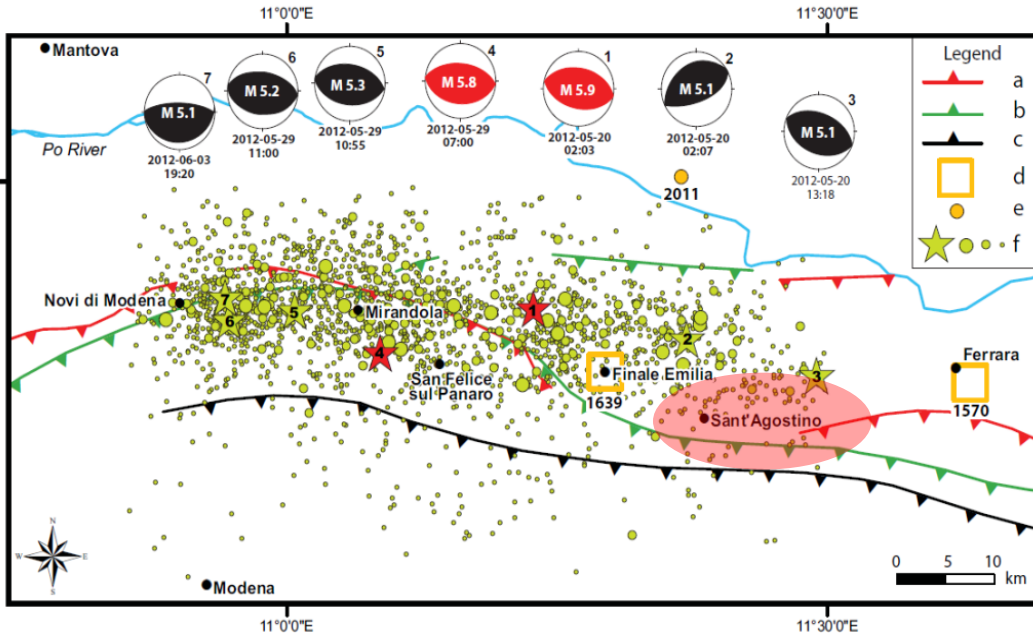 11°0'0"E
11°30'0"E
Mantova
Po River
7
M 5.1
2012-06-03
19:20
6
M 5.2
2012-05-29
11:00
5
M 5.3
2012-05-29
10:55
4
M 5.8
2012-05-29
07:00
1
M 5.9
2012-05-20
02:03
2
M 5.1
2012-05-20
02:07
3
M 5.1
2012-05-20
13:18
Legend
a
b
c
d
e
f
2011
Novi di Modena
7
6
5
Mirandola
4
San Felice
sul Panaro
1
2
3
Finale Emilia
1639
Sant'Agostino
Ferrara
1570
N
W
E
S
Modena
0 5 10
km
11°0'0"E
11°30'0"E